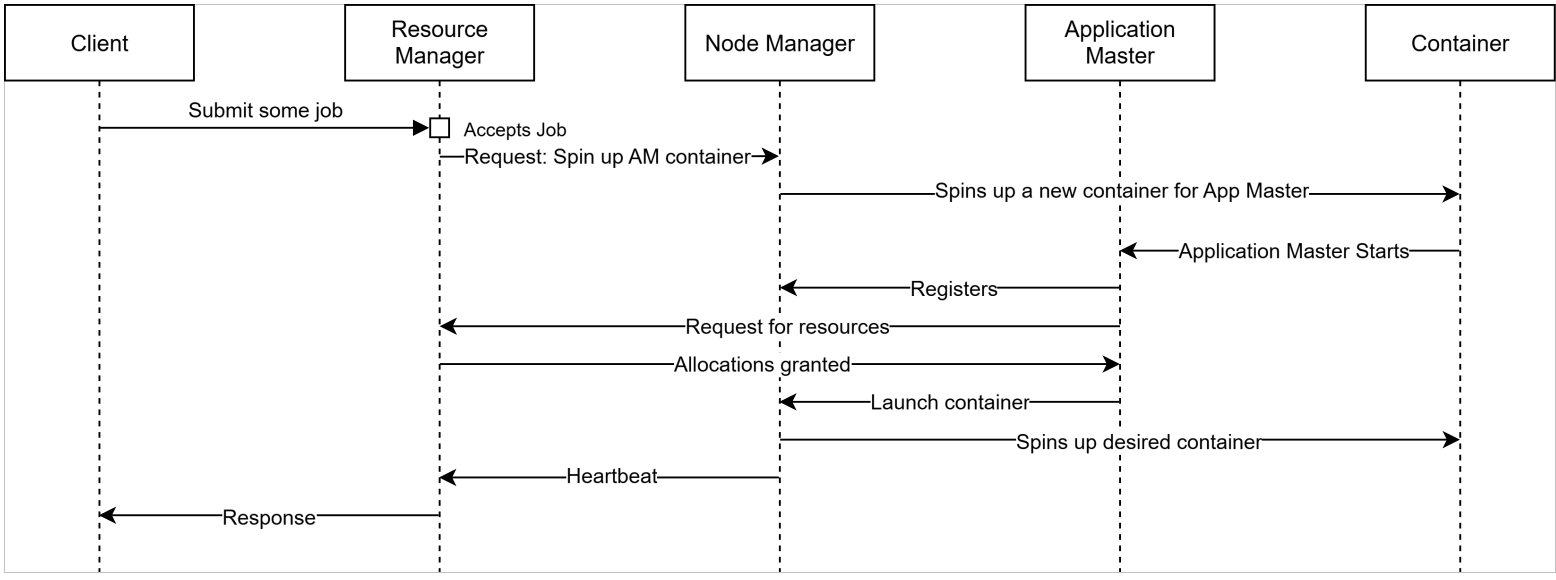 Client
Resource
Manager
Node Manager
Application
Master
Container
Submit some job
Accepts Job
Request: Spin up AM container
Spins up a new container for App Master
Application Master Starts
Registers
Request for resources
Allocations granted
Launch container
Spins up desired container
Heartbeat
Response